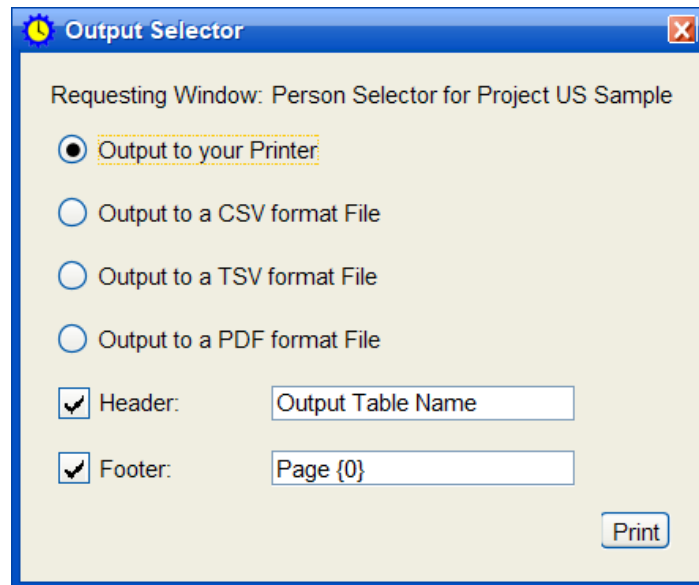 Output Selector
Requesting Window: Person Selector for Project US Sample
Output to your Printer
Output to a CSV format File
Output to a TSV format File
Output to a PDF format File
Header: Output Table Name
Footer: Page {0}
Print